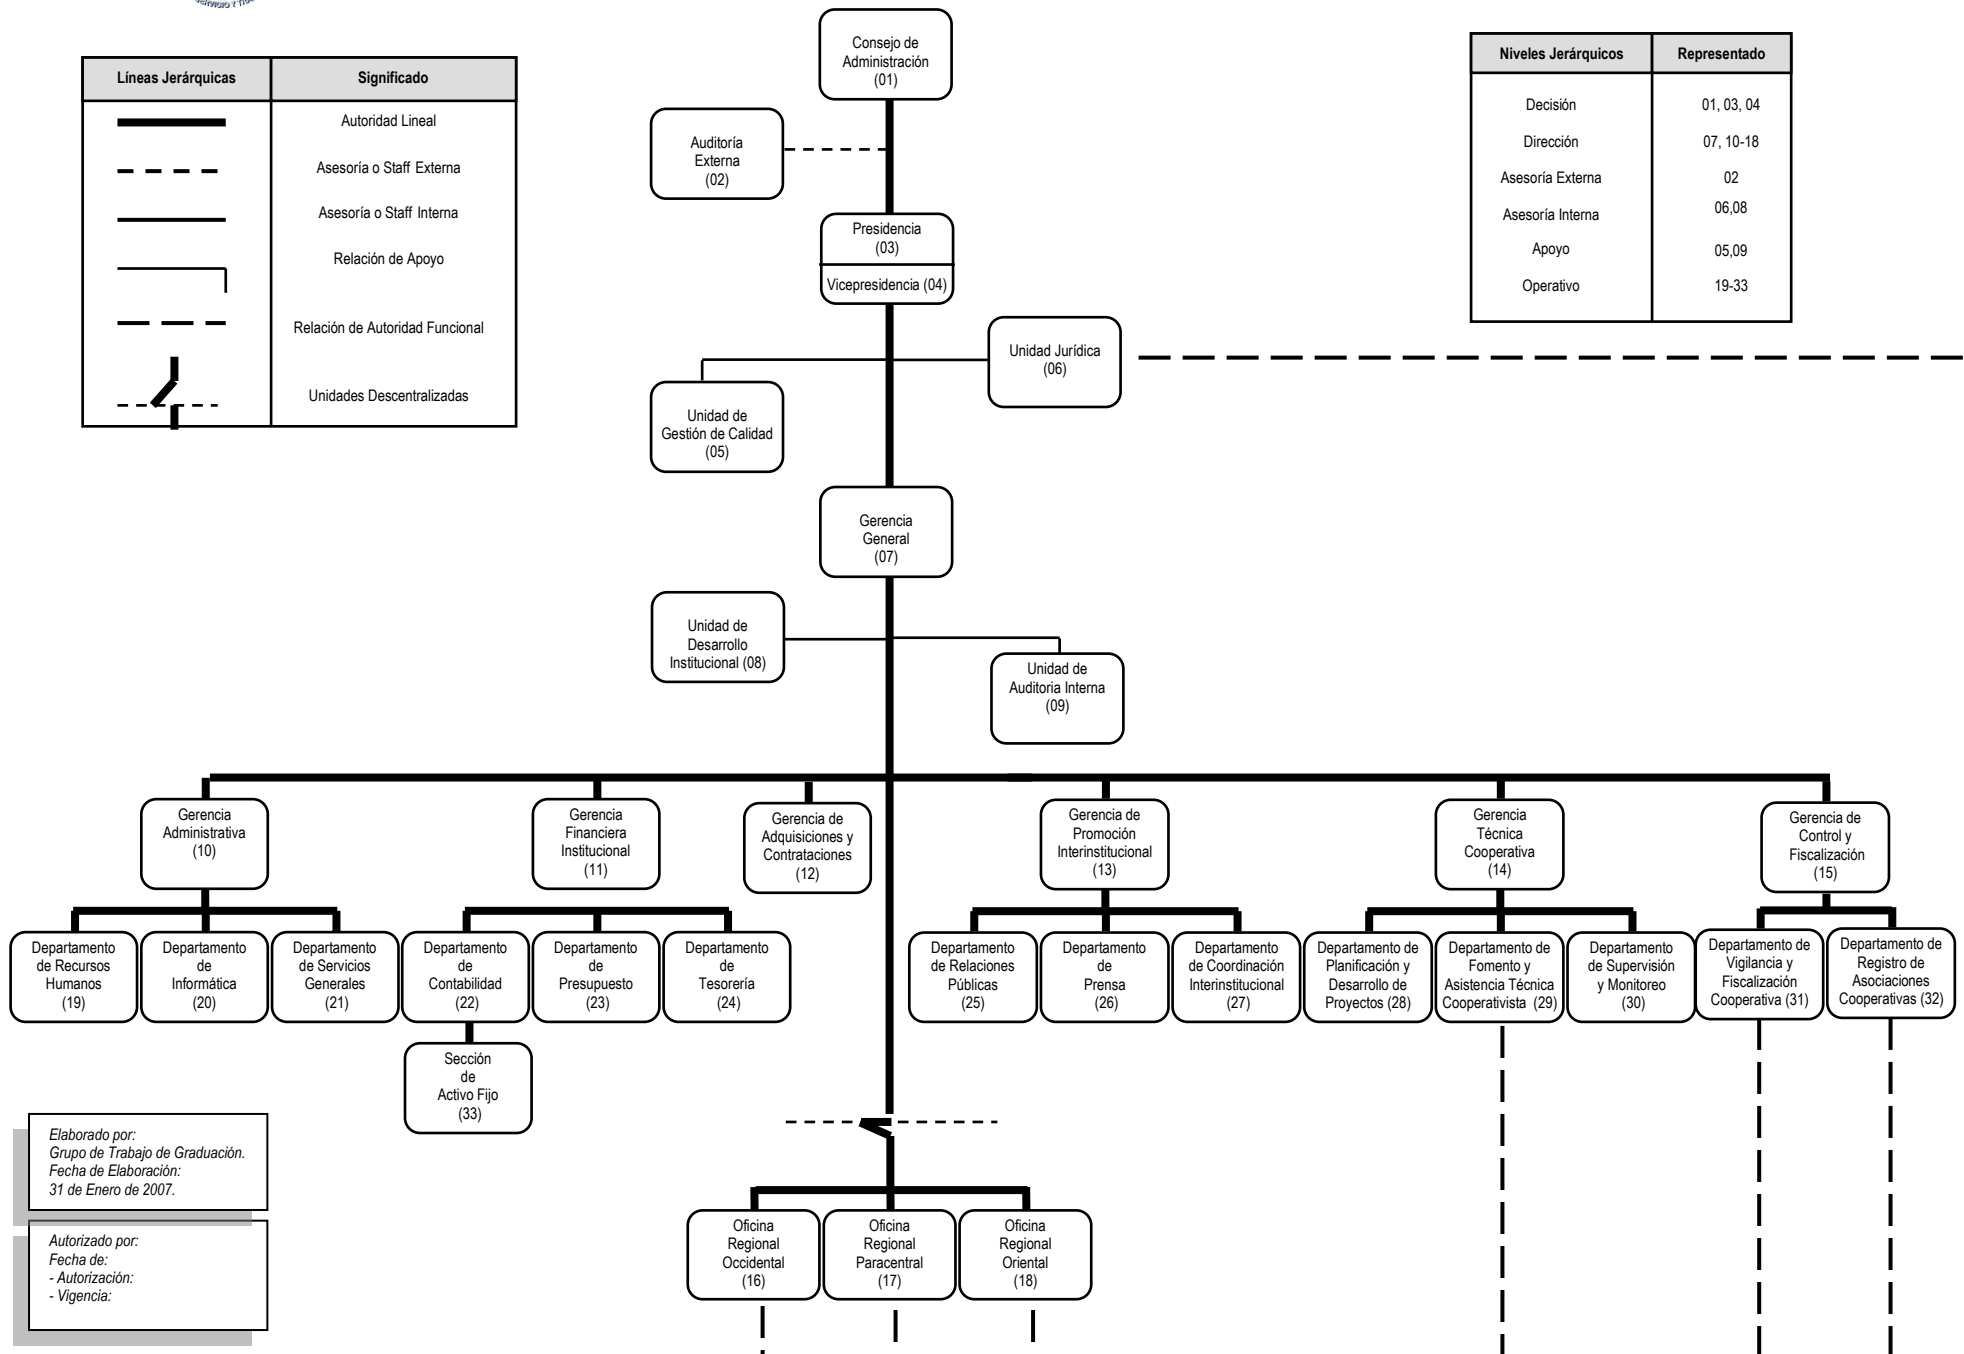 Consejo de
Administración
(01)
Líneas Jerárquicas
Significado
Autoridad Lineal
Asesoría o Staff Externa
Asesoría o Staff Interna
Relación de Apoyo
Relación de Autoridad Funcional
Unidades Descentralizadas
Niveles Jerárquicos
Representado
Decisión
01, 03, 04
Dirección
07, 10-18
Asesoría Externa
02
Asesoría Interna
06,08
Apoyo
05,09
Operativo
19-33
Auditoría
Externa
(02)
Presidencia
(03)
Vicepresidencia (04)
Unidad Jurídica
(06)
Unidad de
Gestión de Calidad
(05)
Gerencia
General
(07)
Unidad de
Desarrollo
Institucional (08)
Unidad de
Auditoria Interna
(09)
Gerencia
Administrativa
(10)
Gerencia
Financiera
Institucional
(11)
Gerencia de
Adquisiciones y
Contrataciones
(12)
Gerencia de
Promoción
Interinstitucional
(13)
Gerencia
Técnica
Cooperativa
(14)
Gerencia de
Control y
Fiscalización
(15)
Departamento
de Recursos
Humanos
(19)
Departamento
de
Informática
(20)
Departamento
de Servicios
Generales
(21)
Departamento
de
Contabilidad
(22)
Departamento
de
Presupuesto
(23)
Departamento
de
Tesorería
(24)
Departamento
de Relaciones
Públicas
(25)
Departamento
de
Prensa
(26)
Departamento
de Coordinación
Interinstitucional
(27)
Departamento de
Planificación y
Desarrollo de
Proyectos (28)
Departamento de
Fomento y
Asistencia Técnica
Cooperativista (29)
Departamento
de Supervisión
y Monitoreo
(30)
Departamento de
Vigilancia y
Fiscalización
Cooperativa (31)
Departamento de
Registro de
Asociaciones
Cooperativas (32)
Sección
de
Activo Fijo
(33)
Elaborado por:
Grupo de Trabajo de Graduación.
Fecha de Elaboración:
31 de Enero de 2007.
Autorizado por:
Fecha de:
- Autorización:
- Vigencia:
Oficina
Regional
Occidental
(16)
Oficina
Regional
Paracentral
(17)
Oficina
Regional
Oriental
(18)